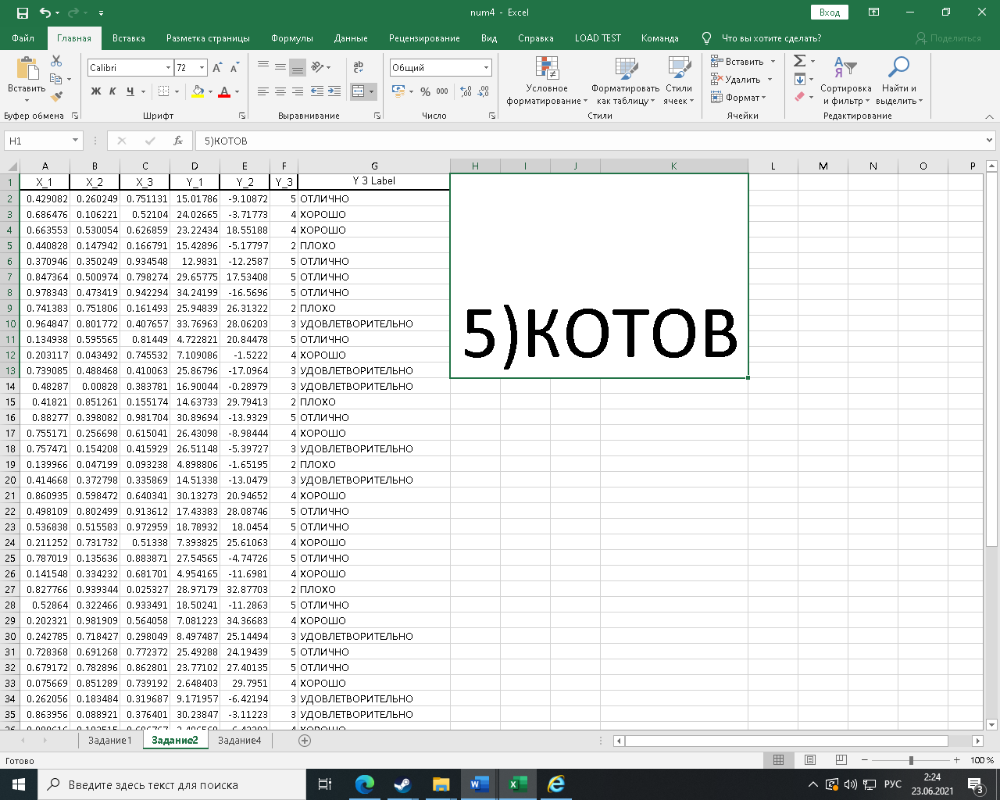 num4 - Excel
Вход
Файл Главная Вставка Разметка страницы Формулы Данные Рецензирование Вид Справка LOAD TEST Команда Что вы хотите сделать? Поделиться
Вставить
Буфер обмена
Calibri 72
Ж К Ч
Шрифт
Выравнивание
Общий
% 000
Число
Условное форматирование
Форматировать как таблицу
Стили ячеек
Стили
Вставить
Удалить
Формат
Ячейки
Сортировка и фильтр
Найти и выделить
Редактирование
H1 fx 5)КОТОВ
A B C D E F G H I J K L M N O P
1 X_1 X_2 X_3 Y_1 Y_2 Y_3 Y 3 Label
2 0.429082 0.260249 0.751131 15.01786 -9.10872 5 ОТЛИЧНО
3 0.686476 0.106221 0.52104 24.02665 -3.71773 4 ХОРОШО
4 0.663553 0.530054 0.626859 23.22434 18.55188 4 ХОРОШО
5 0.440828 0.147942 0.166791 15.42896 -5.17797 2 ПЛОХО
6 0.370946 0.350249 0.934548 12.9831 -12.2587 5 ОТЛИЧНО
7 0.847364 0.500974 0.798274 29.65775 17.53408 5 ОТЛИЧНО
8 0.978343 0.473419 0.942294 34.24199 -16.5696 5 ОТЛИЧНО
9 0.741383 0.751806 0.161493 25.94839 26.31322 2 ПЛОХО
10 0.964847 0.801772 0.407657 33.76963 28.06203 3 УДОВЛЕТВОРИТЕЛЬНО
11 0.134938 0.595565 0.81449 4.722821 20.84478 5 ОТЛИЧНО
12 0.203117 0.043492 0.745532 7.109086 -1.5222 4 ХОРОШО
13 0.739085 0.488468 0.410063 25.86796 -17.0964 3 УДОВЛЕТВОРИТЕЛЬНО
5)КОТОВ
14 0.48287 0.00828 0.383781 16.90044 -0.28979 3 УДОВЛЕТВОРИТЕЛЬНО
15 0.41821 0.851261 0.155174 14.63733 29.79413 2 ПЛОХО
16 0.88277 0.398082 0.981704 30.89694 -13.9329 5 ОТЛИЧНО
17 0.755171 0.256698 0.615041 26.43098 -8.98444 4 ХОРОШО
18 0.757471 0.154208 0.415929 26.51148 -5.39727 3 УДОВЛЕТВОРИТЕЛЬНО
19 0.139966 0.047199 0.093238 4.898806 -1.65195 2 ПЛОХО
20 0.414668 0.372798 0.335869 14.51338 -13.0479 3 УДОВЛЕТВОРИТЕЛЬНО
21 0.860935 0.598472 0.640341 30.13273 20.94652 4 ХОРОШО
22 0.498109 0.802499 0.913612 17.43383 28.08746 5 ОТЛИЧНО
23 0.536838 0.515583 0.972959 18.78932 18.0454 5 ОТЛИЧНО
24 0.211252 0.731732 0.51338 7.393825 25.61063 4 ХОРОШО
25 0.787019 0.135636 0.883871 27.54565 -4.74726 5 ОТЛИЧНО
26 0.141548 0.334232 0.681701 4.954165 -11.6981 4 ХОРОШО
27 0.827766 0.939344 0.025327 28.97179 32.87703 2 ПЛОХО
28 0.52864 0.322466 0.933491 18.50241 -11.2863 5 ОТЛИЧНО
29 0.202321 0.981909 0.564058 7.081223 34.36683 4 ХОРОШО
30 0.242785 0.718427 0.298049 8.497487 25.14494 3 УДОВЛЕТВОРИТЕЛЬНО
31 0.728368 0.691268 0.772372 25.49288 24.19439 5 ОТЛИЧНО
32 0.679172 0.782896 0.862801 23.77102 27.40135 5 ОТЛИЧНО
33 0.075669 0.851289 0.739192 2.648403 29.7951 4 ХОРОШО
34 0.262056 0.183484 0.319687 9.171957 -6.42194 3 УДОВЛЕТВОРИТЕЛЬНО
35 0.863956 0.088921 0.376401 30.23847 -3.11223 3 УДОВЛЕТВОРИТЕЛЬНО
Задание1 Задание2 Задание4
Готово 100 %
Введите здесь текст для поиска
РУС
2:24
23.06.2021
3